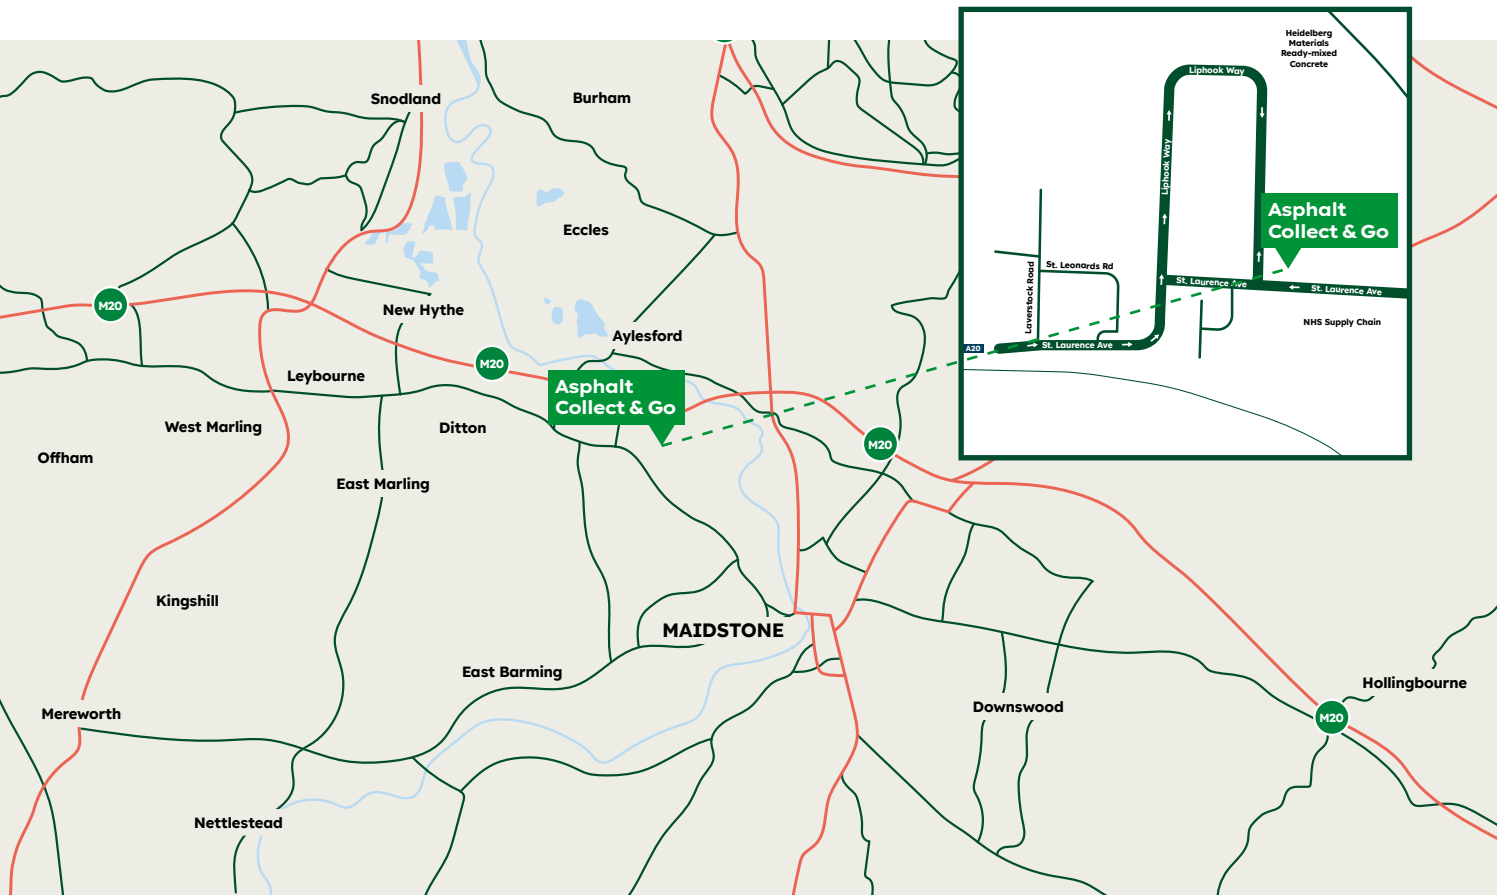 Heidelberg
Materials
Ready-mixed
Concrete
Liphook Way
Liphook Way
Asphalt
Collect & Go
Laverstock Road
St. Leonards Rd
St. Laurence Ave
St. Laurence Ave
NHS Supply Chain
A20
St. Laurence Ave
Snodland
Burham
Eccles
M20
New Hythe
Aylesford
M20
Leybourne
Asphalt
Collect & Go
West Marling
Ditton
M20
Offham
East Marling
Kingshill
MAIDSTONE
East Barming
Hollingbourne
Mereworth
Downswood
M20
Nettlestead